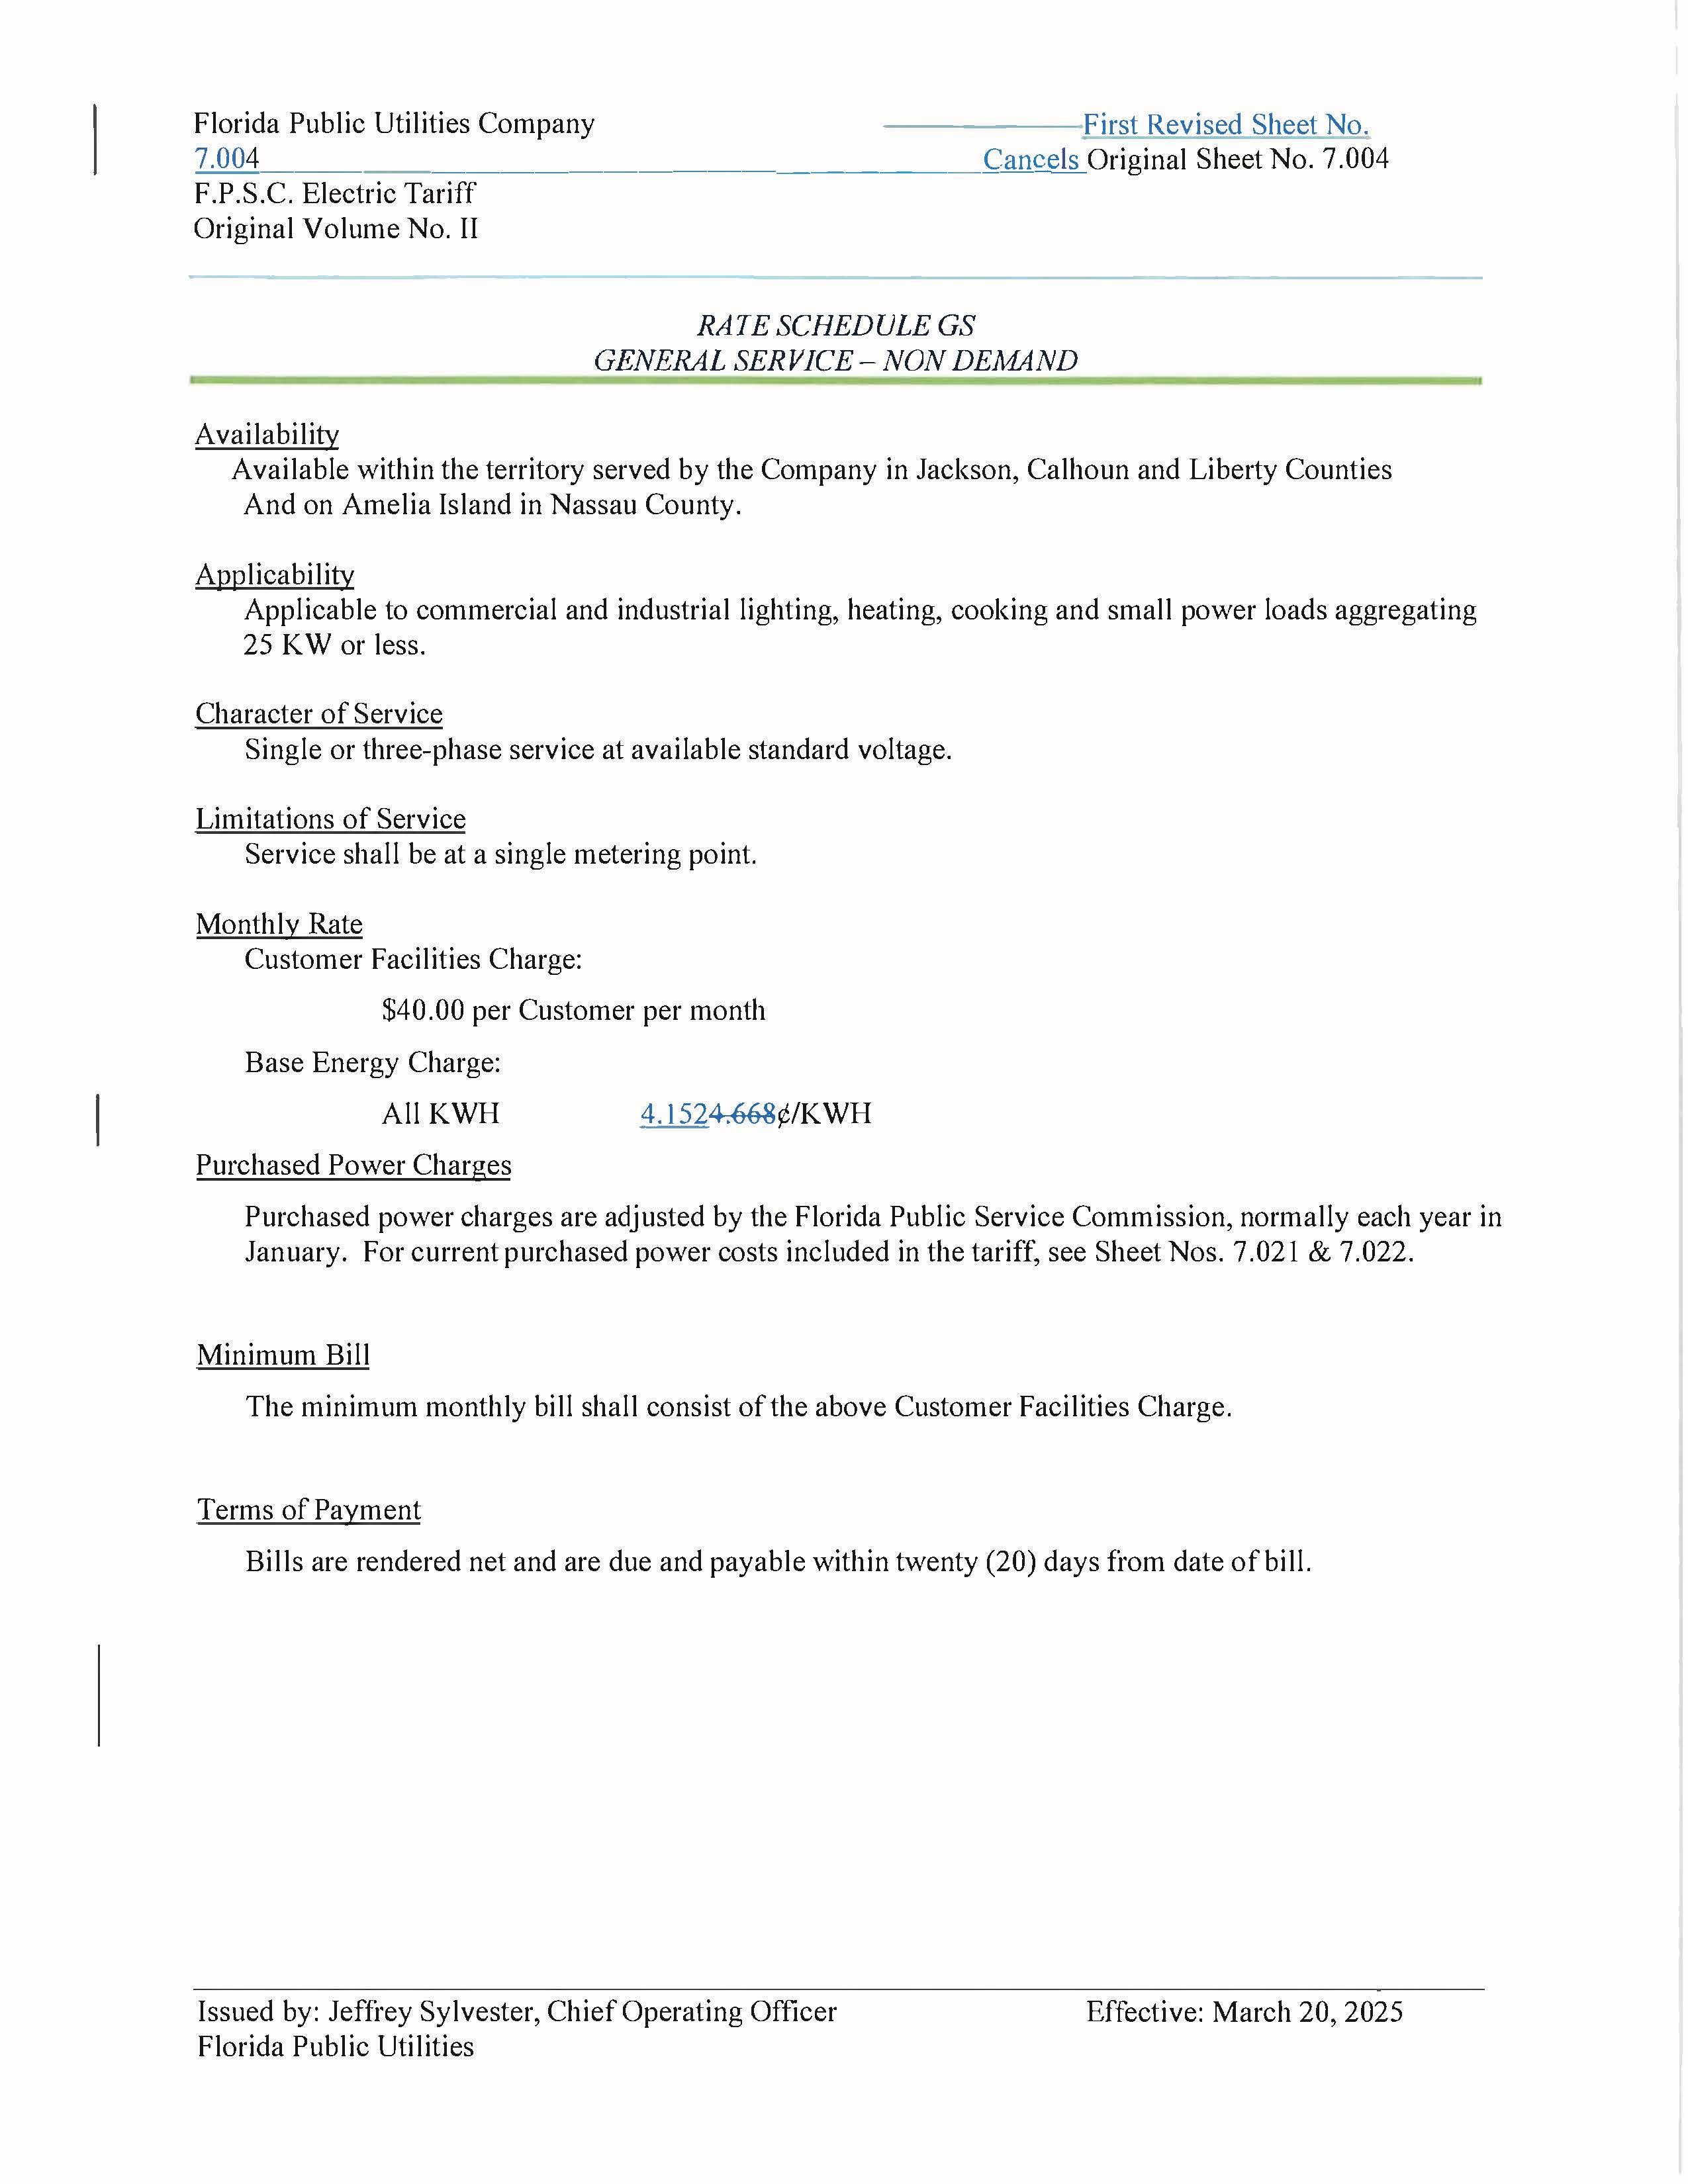 Florida Public Utilities Company First Revised Sheet No.
7.004 Cancels Original Sheet No. 7.004
F.P.S.C. Electric Tariff
Original Volume No. II
RATE SCHEDULE GS
GENERAL SERVICE – NON DEMAND
Availability
Available within the territory served by the Company in Jackson, Calhoun and Liberty Counties
And on Amelia Island in Nassau County.
Applicability
Applicable to commercial and industrial lighting, heating, cooking and small power loads aggregating
25 KW or less.
Character of Service
Single or three-phase service at available standard voltage.
Limitations of Service
Service shall be at a single metering point.
Monthly Rate
Customer Facilities Charge:
$40.00 per Customer per month
Base Energy Charge:
All KWH 4.1524.668¢/KWH
Purchased Power Charges
Purchased power charges are adjusted by the Florida Public Service Commission, normally each year in
January. For current purchased power costs included in the tariff, see Sheet Nos. 7.021 & 7.022.
Minimum Bill
The minimum monthly bill shall consist of the above Customer Facilities Charge.
Terms of Payment
Bills are rendered net and are due and payable within twenty (20) days from date of bill.
Issued by: Jeffrey Sylvester, Chief Operating Officer Effective: March 20, 2025
Florida Public Utilities